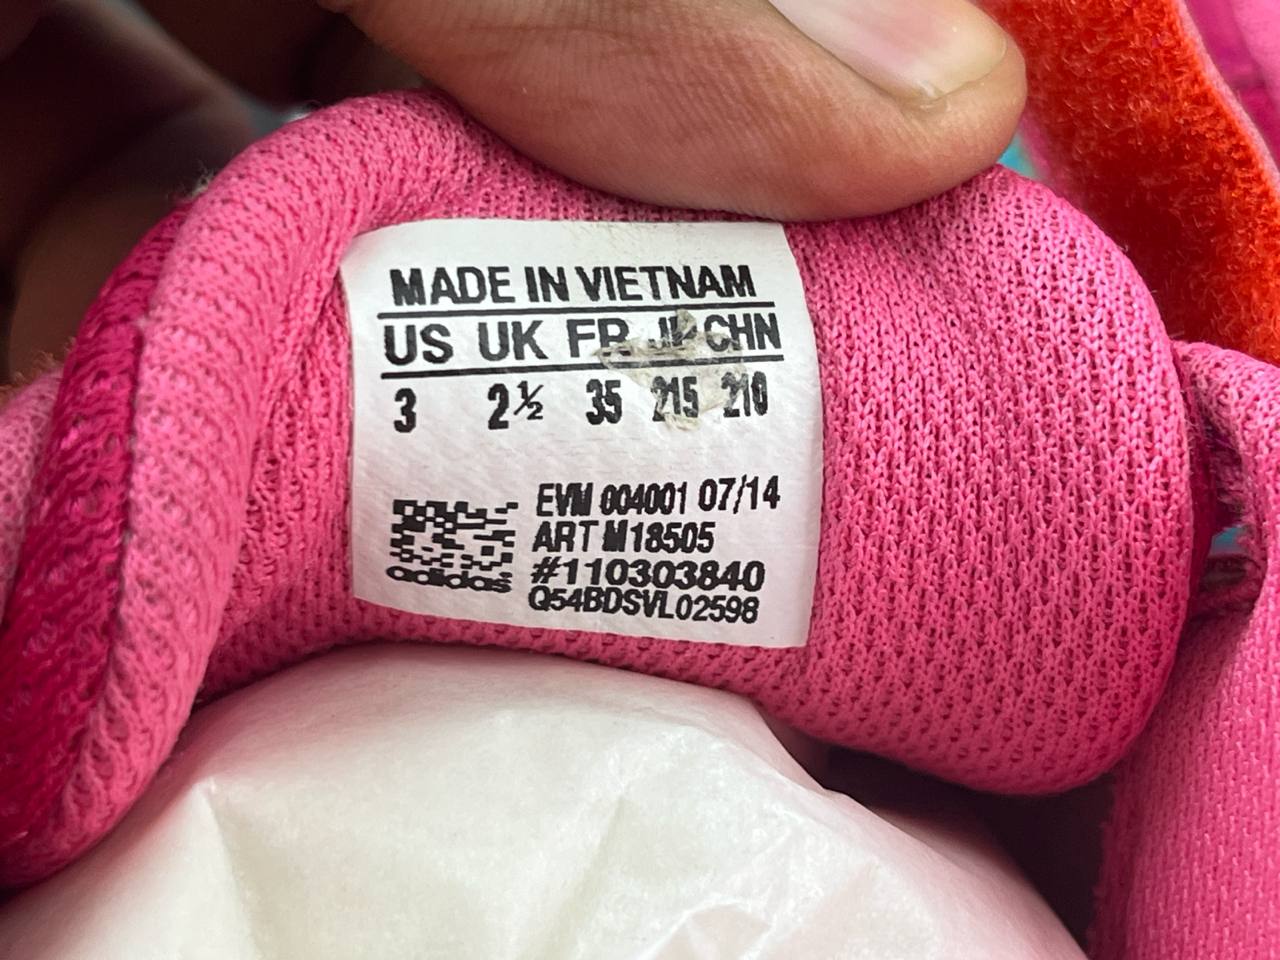 MADE IN VIETNAM
US UK FR JP CHN
3 2½ 35 215 210
EVM 004001 07/14
ART M18505
#110303840
Q54BDSVL02598
adidas